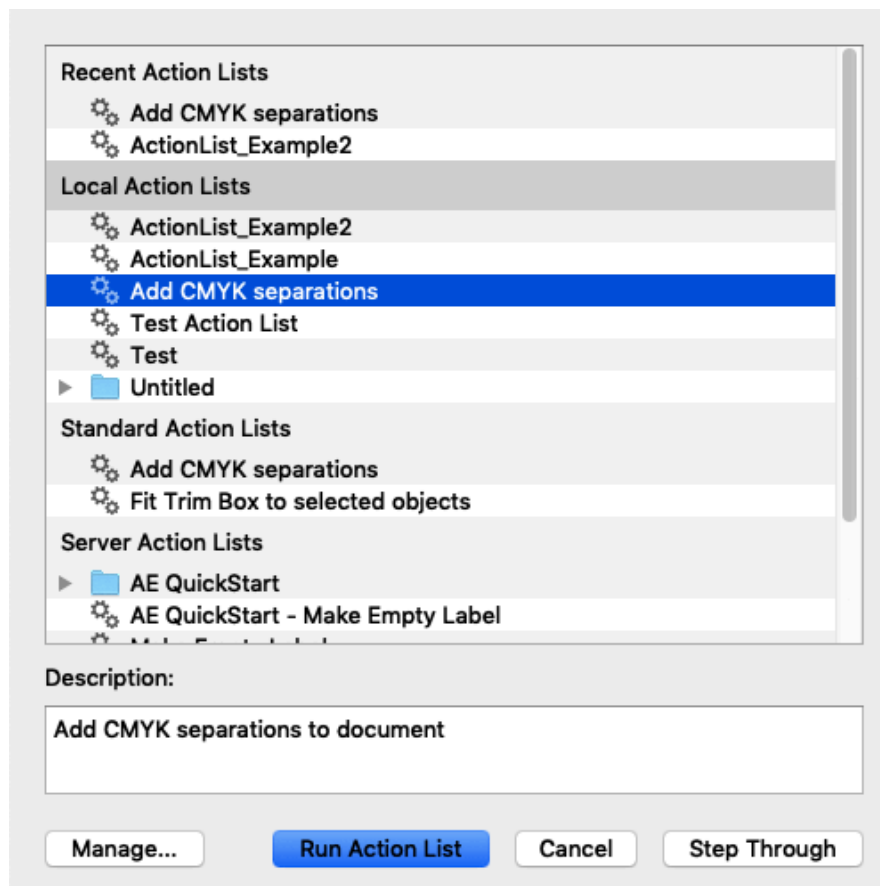 Recent Action Lists
Add CMYK separations
ActionList_Example2
Local Action Lists
ActionList_Example2
ActionList_Example
Add CMYK separations
Test Action List
Test
Untitled
Standard Action Lists
Add CMYK separations
Fit Trim Box to selected objects
Server Action Lists
AE QuickStart
AE QuickStart - Make Empty Label
Description:
Add CMYK separations to document
Manage... Run Action List Cancel Step Through